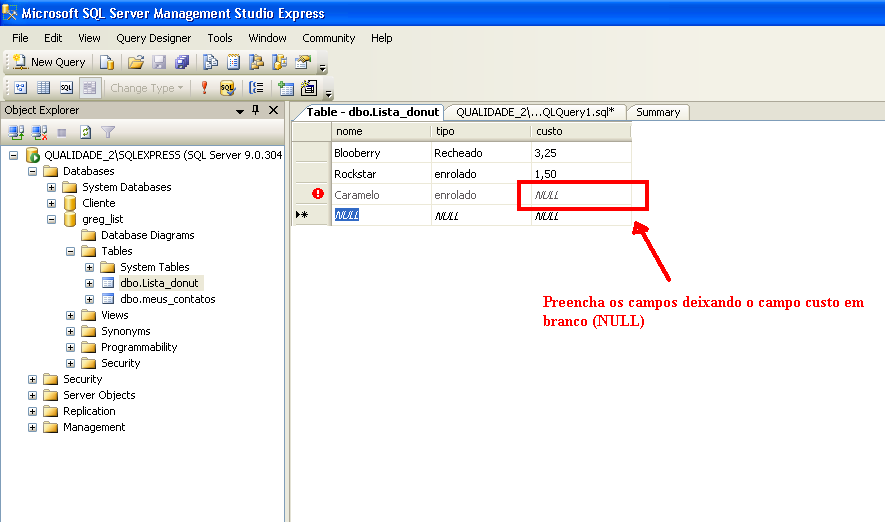 Microsoft SQL Server Management Studio Express
File Edit View Query Designer Tools Window Community Help
New Query
Change Type
SQL
SQL
Object Explorer
QUALIDADE_2\SQLEXPRESS (SQL Server 9.0.304
Databases
System Databases
Cliente
greg_list
Database Diagrams
Tables
System Tables
dbo.Lista_donut
dbo.meus_contatos
Views
Synonyms
Programmability
Security
Security
Server Objects
Replication
Management
Table - dbo.Lista_donut QUALIDADE_2\...QLQuery1.sql* Summary
nome tipo custo
Blooberry Recheado 3,25
Rockstar enrolado 1,50
Caramelo enrolado NULL
NULL NULL NULL
Preencha os campos deixando o campo custo em
branco (NULL)